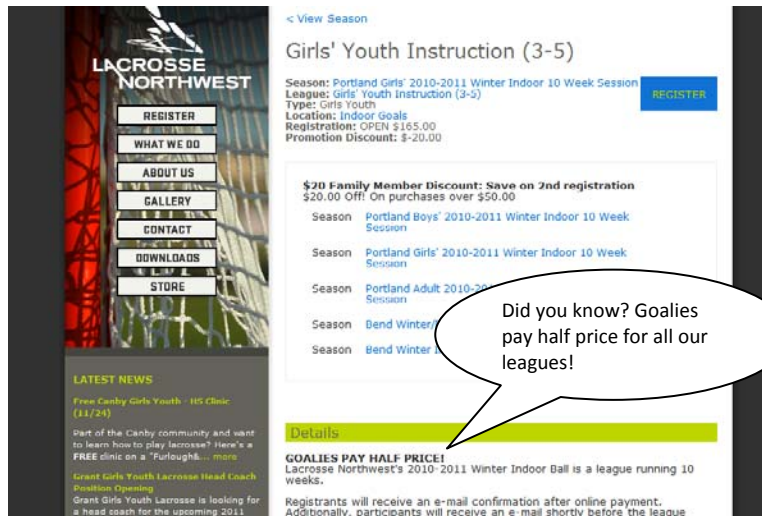 LACROSSE
NORTHWEST
REGISTER
WHAT WE DO
ABOUT US
GALLERY
CONTACT
DOWNLOADS
STORE
LATEST NEWS
Free Canby Girls Youth - HS Clinic
(11/24)
Part of the Canby community and want
to learn how to play lacrosse? Here's a
FREE clinic on a "Furlough&... more
Grant Girls Youth Lacrosse Head Coach
Position Opening
Grant Girls Youth Lacrosse is looking for
a head coach for the upcoming 2011
< View Season
Girls' Youth Instruction (3-5)
Season: Portland Girls' 2010-2011 Winter Indoor 10 Week Session
League: Girls' Youth Instruction (3-5)
Type: Girls Youth
Location: Indoor Goals
Registration: OPEN $165.00
Promotion Discount: $-20.00
REGISTER
$20 Family Member Discount: Save on 2nd registration
$20.00 Off! On purchases over $50.00
Season Portland Boys' 2010-2011 Winter Indoor 10 Week
Session
Season Portland Girls' 2010-2011 Winter Indoor 10 Week
Session
Season Portland Adult 2010-
Session
Season Bend Winter/
Season Bend Winter
Did you know? Goalies
pay half price for all our
leagues!
Details
GOALIES PAY HALF PRICE!
Lacrosse Northwest's 2010-2011 Winter Indoor Ball is a league running 10
weeks.
Registrants will receive an e-mail confirmation after online payment.
Additionally, participants will receive an e-mail shortly before the league